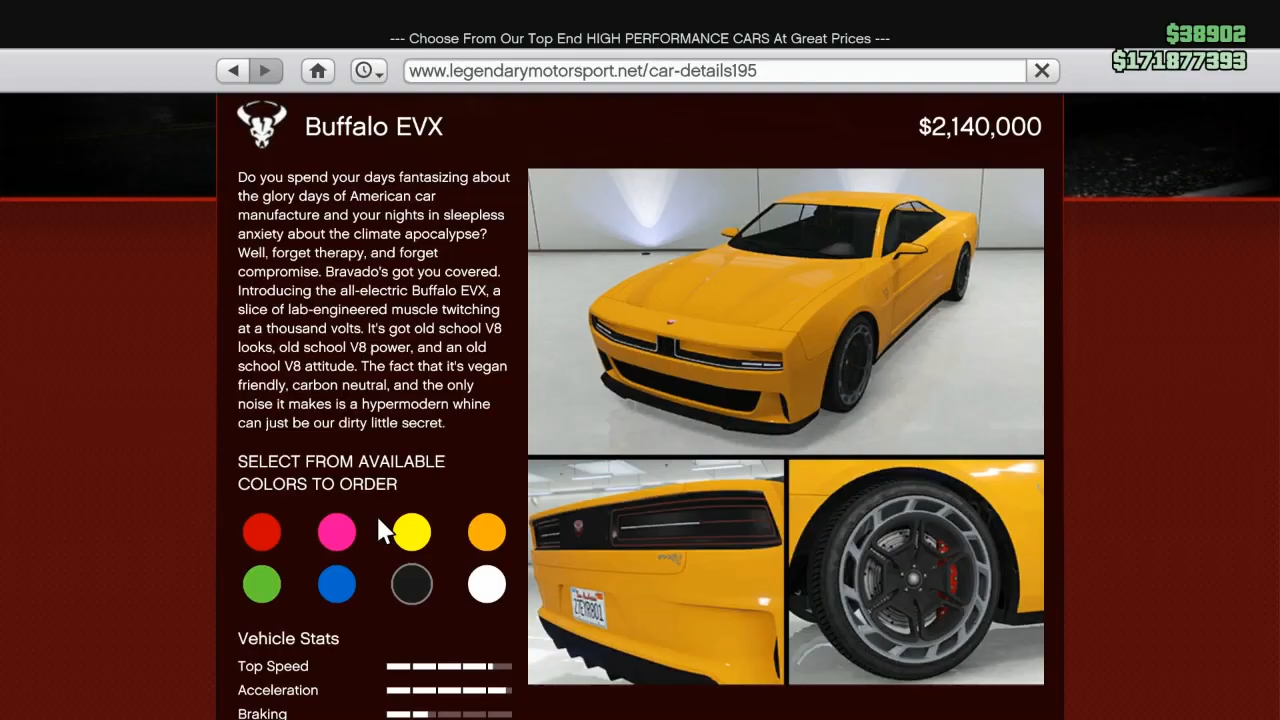 --- Choose From Our Top End HIGH PERFORMANCE CARS At Great Prices ---
$38902
$171877393
www.legendarymotorsport.net/car-details195
Buffalo EVX
$2,140,000
Do you spend your days fantasizing about
the glory days of American car
manufacture and your nights in sleepless
anxiety about the climate apocalypse?
Well, forget therapy, and forget
compromise. Bravado's got you covered.
Introducing the all-electric Buffalo EVX, a
slice of lab-engineered muscle twitching
at a thousand volts. It's got old school V8
looks, old school V8 power, and an old
school V8 attitude. The fact that it's vegan
friendly, carbon neutral, and the only
noise it makes is a hypermodern whine
can just be our dirty little secret.
SELECT FROM AVAILABLE
COLORS TO ORDER
Vehicle Stats
Top Speed
Acceleration
Braking